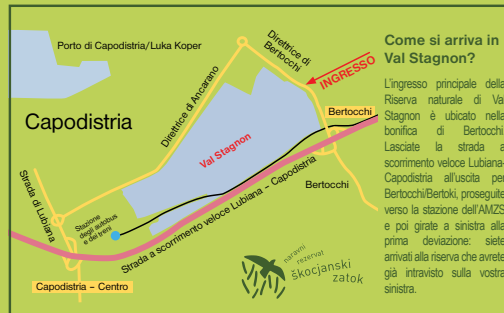 Porto di Capodistria/Luka Koper
Direttrice di
Bertocchi
INGRESSO
Direttrice di Ancarano
Capodistria
Val Stagnon
Bertocchi
Bertocchi
Strada di Lubiana
Stazione
degli autobus
e dei treni
Strada a scorrimento veloce Lubiana – Capodistria
Capodistria – Centro
naravni
rezervat
škocjanski
zatok
Come si arriva in
Val Stagnon?
L'ingresso principale della
Riserva naturale di Val
Stagnon è ubicato nella
bonifica di Bertocchi.
Lasciate la strada a
scorrimento veloce Lubiana-
Capodistria all'uscita per
Bertocchi/Bertoki, proseguite
verso la stazione dell'AMZS
e poi girate a sinistra alla
prima deviazione: siete
arrivati alla riserva che avrete
già intravisto sulla vostra
sinistra.